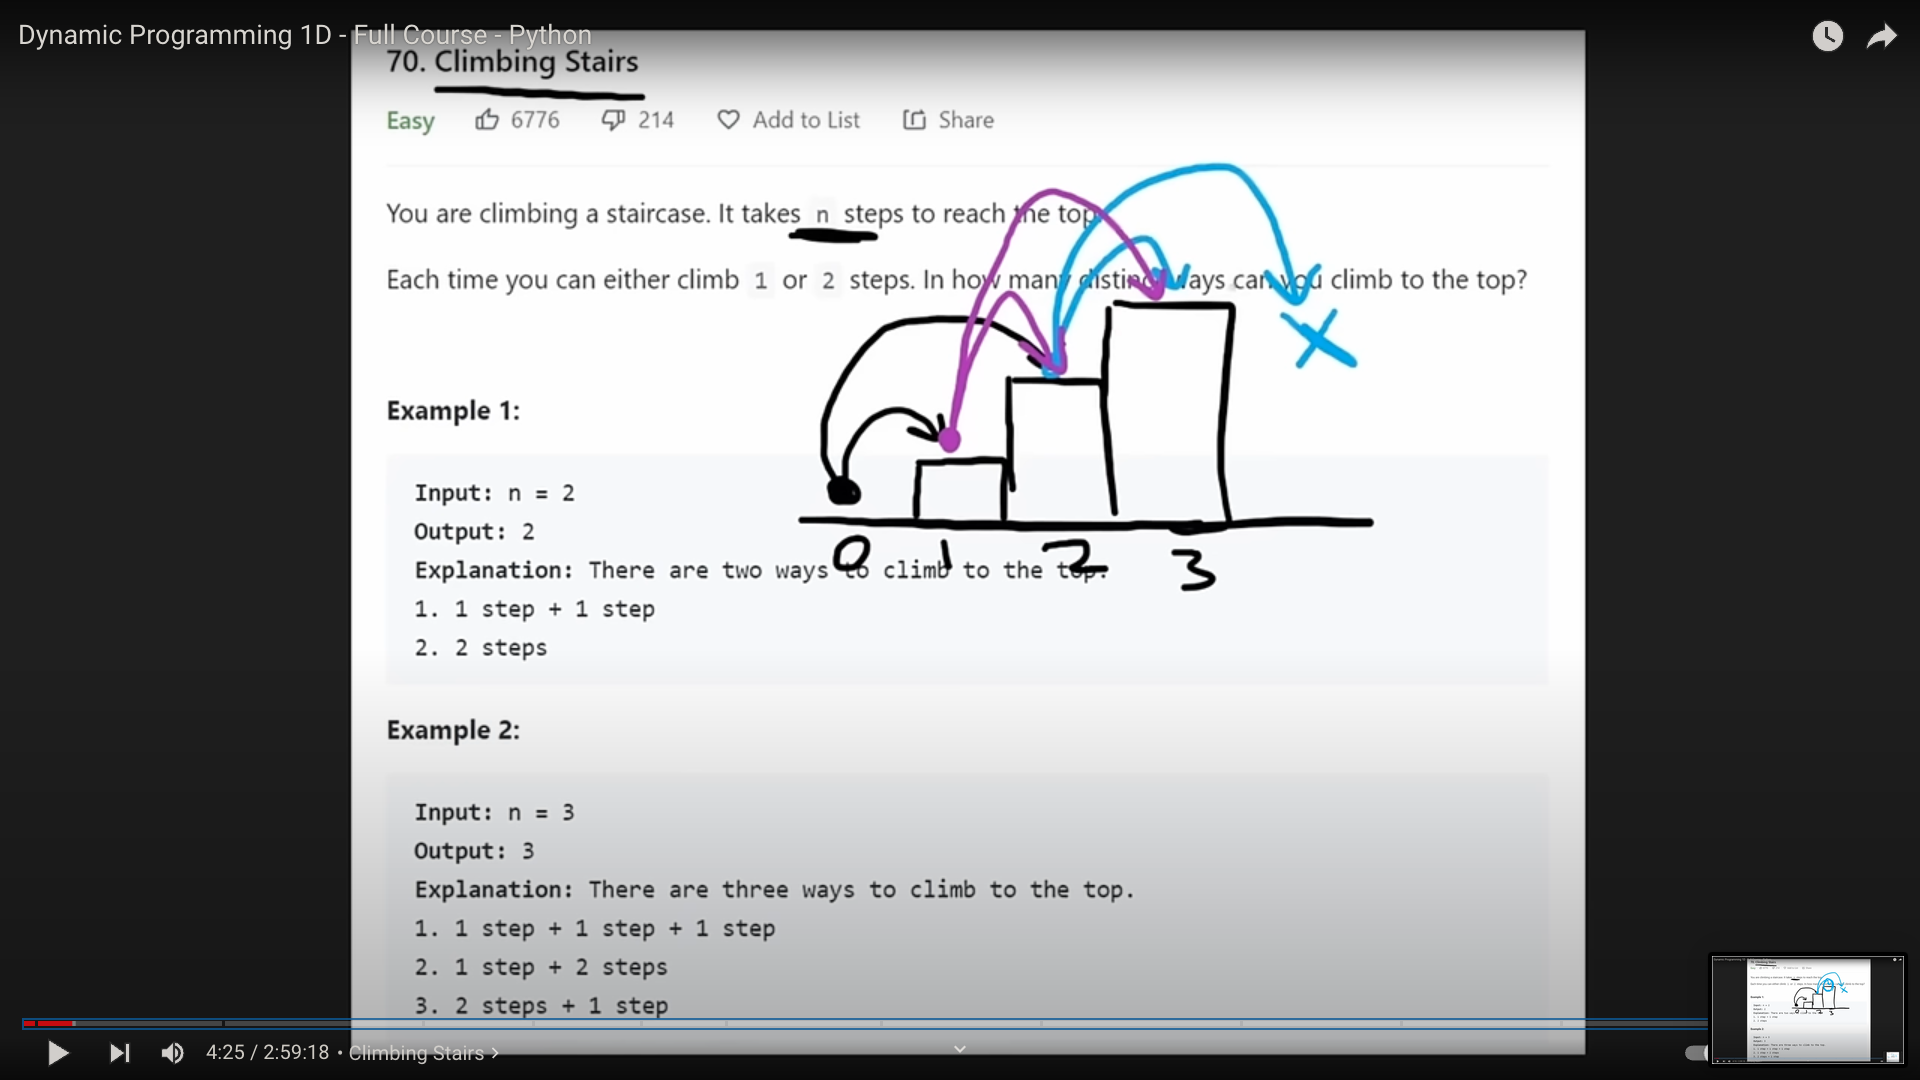 Dynamic Programming 1D - Full Course - Python
70. Climbing Stairs
Easy 6776 214 Add to List Share
You are climbing a staircase. It takes n steps to reach the top
Each time you can either climb 1 or 2 steps. In how many distinct ways can you climb to the top?
Example 1:
Input: n = 2
Output: 2
0 1 2 3
Explanation: There are two ways to climb to the top.
1. 1 step + 1 step
2. 2 steps
Example 2:
Input: n = 3
Output: 3
Explanation: There are three ways to climb to the top.
1. 1 step + 1 step + 1 step
2. 1 step + 2 steps
3. 2 steps + 1 step
4:25 / 2:59:18 • Climbing Stairs